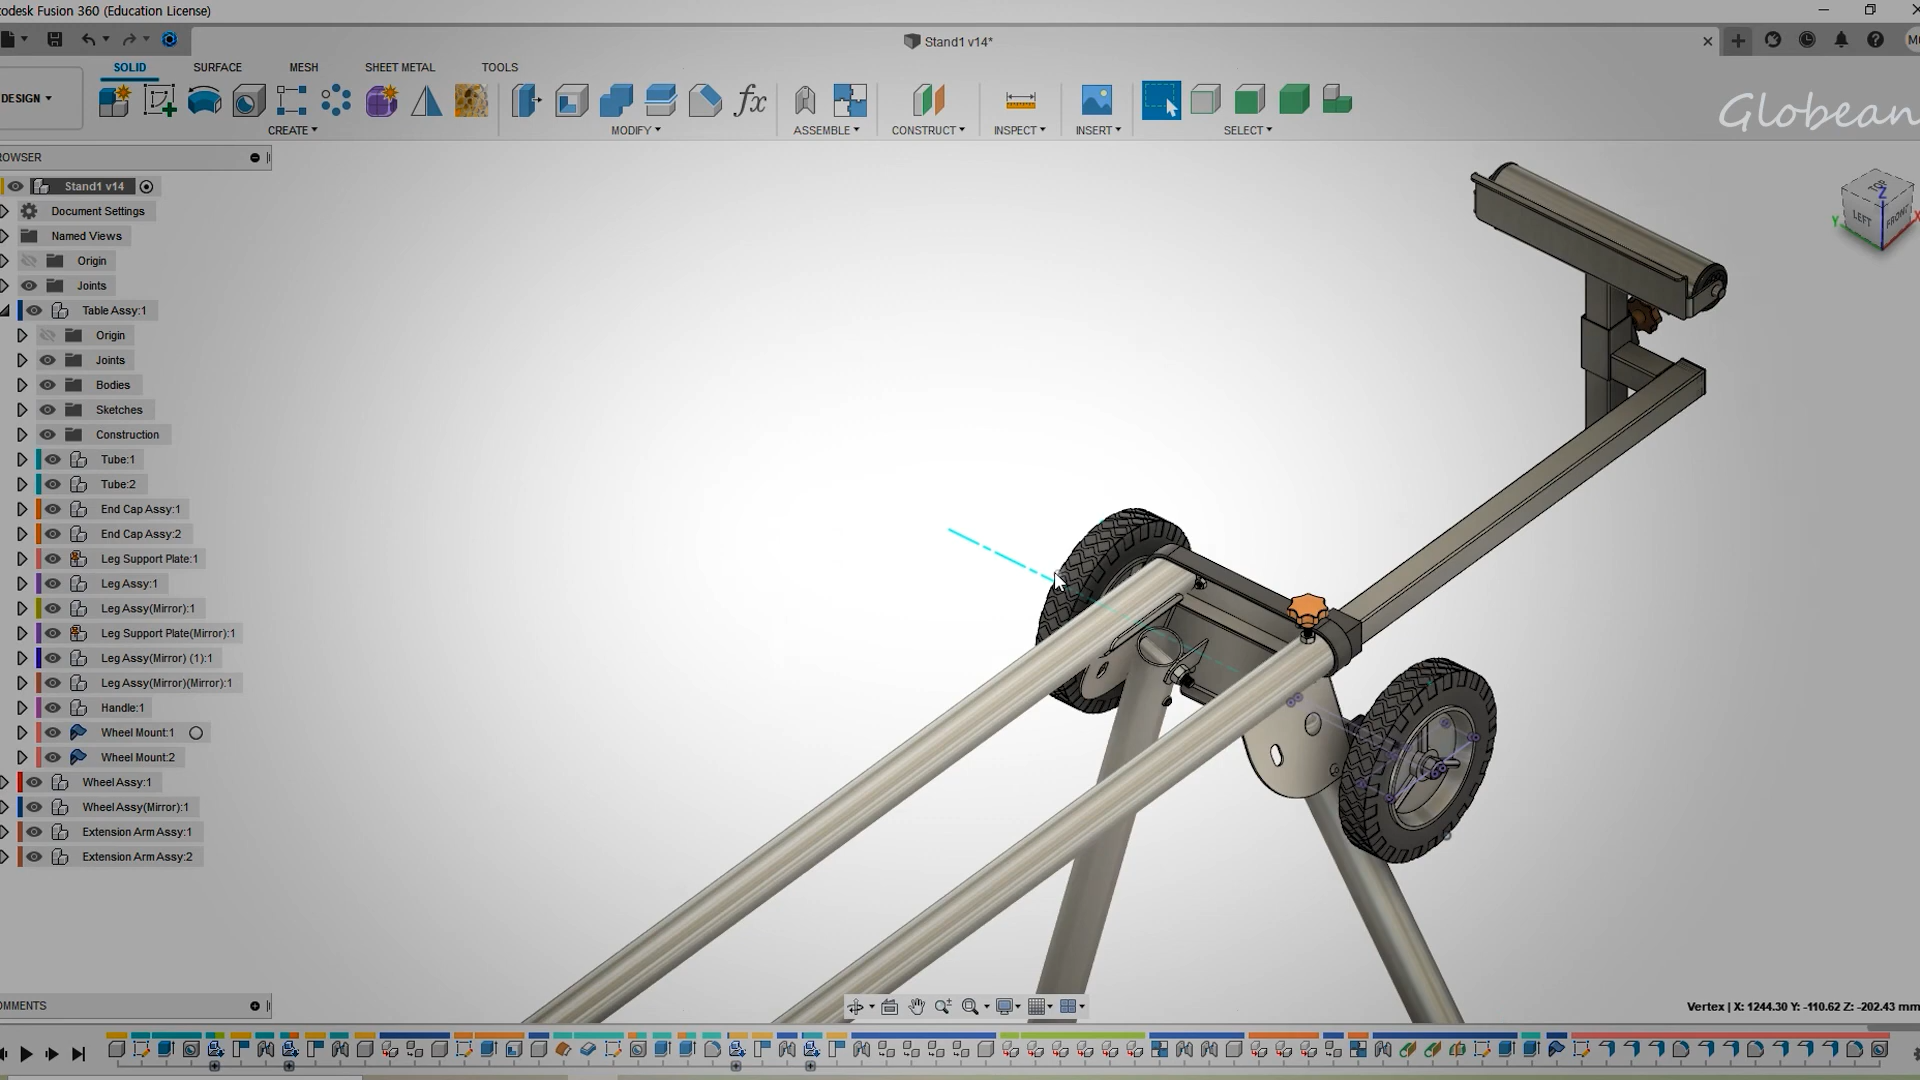 todesk Fusion 360 (Education License)
Stand1 v14*
SOLID SURFACE MESH SHEET METAL TOOLS
DESIGN
CREATE MODIFY ASSEMBLE CONSTRUCT INSPECT INSERT SELECT
fx
Globean
ROWSER
Stand1 v14
Document Settings
Named Views
Origin
Joints
Table Assy:1
Origin
Joints
Bodies
Sketches
Construction
Tube:1
Tube:2
End Cap Assy:1
End Cap Assy:2
Leg Support Plate:1
Leg Assy:1
Leg Assy(Mirror):1
Leg Support Plate(Mirror):1
Leg Assy(Mirror) (1):1
Leg Assy(Mirror)(Mirror):1
Handle:1
Wheel Mount:1
Wheel Mount:2
Wheel Assy:1
Wheel Assy(Mirror):1
Extension Arm Assy:1
Extension Arm Assy:2
TOP
Z
LEFT FRONT
Y
X
OMMENTS
Vertex | X: 1244.30 Y: -110.62 Z: -202.43 mm